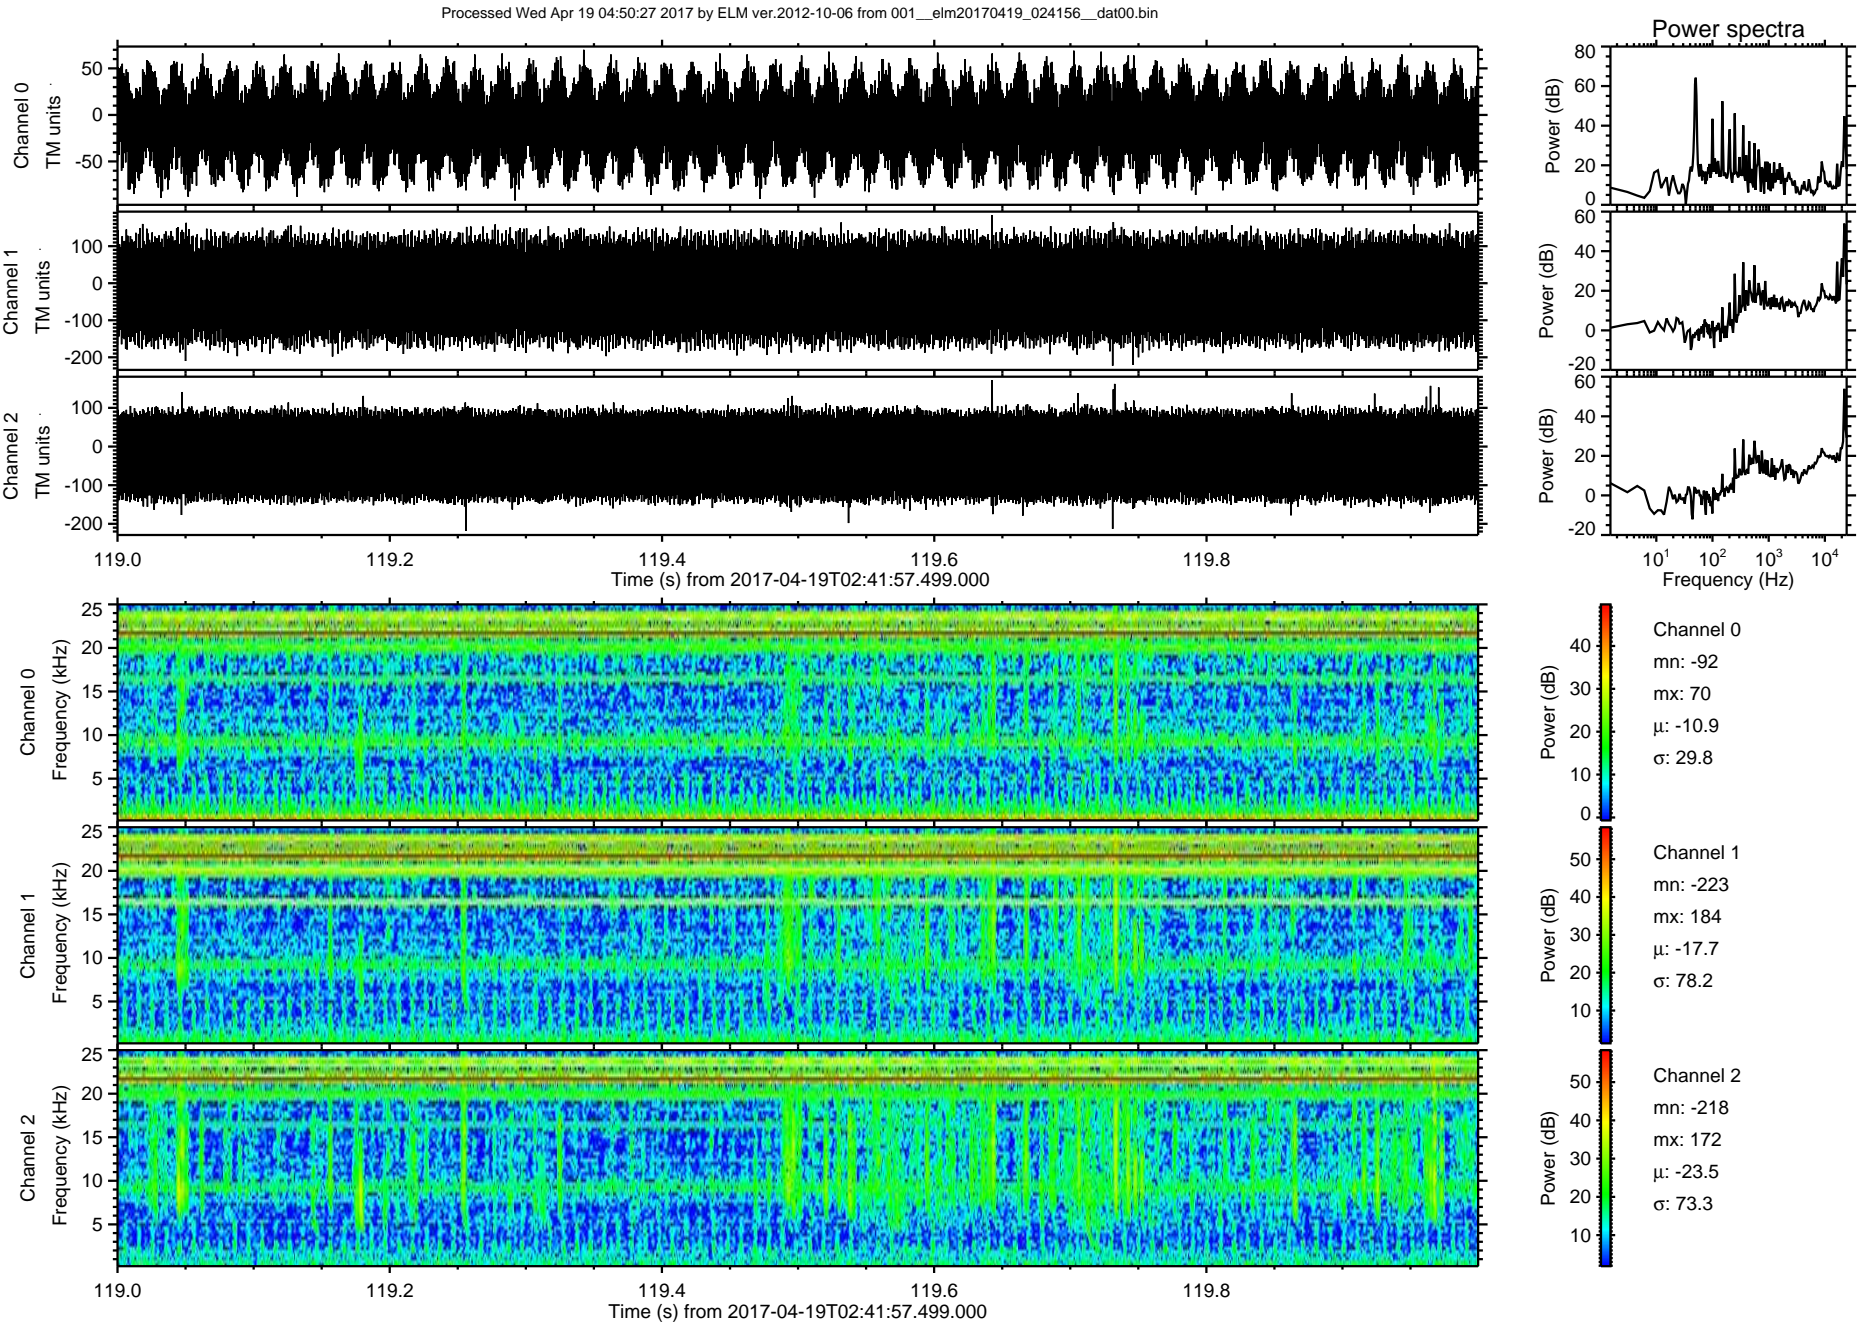 Processed Wed Apr 19 04:50:27 2017 by ELM ver.2012-10-06 from 001__elm20170419_024156__dat00.bin
Power spectra
Channel 0
TM units
50
0
-50
Power (dB)
80
60
40
20
0
Channel 1
TM units
100
0
-100
-200
Power (dB)
60
40
20
0
-20
Channel 2
TM units
100
0
-100
-200
Power (dB)
60
40
20
0
-20
119.0 119.2 119.4 119.6 119.8
Time (s) from 2017-04-19T02:41:57.499.000
10^1 10^2 10^3 10^4
Frequency (Hz)
Channel 0
Frequency (kHz)
25
20
15
10
5
Power (dB)
40
30
20
10
0
Channel 0
mn: -92
mx: 70
μ: -10.9
σ: 29.8
Channel 1
Frequency (kHz)
25
20
15
10
5
Power (dB)
50
40
30
20
10
Channel 1
mn: -223
mx: 184
μ: -17.7
σ: 78.2
Channel 2
Frequency (kHz)
25
20
15
10
5
Power (dB)
50
40
30
20
10
Channel 2
mn: -218
mx: 172
μ: -23.5
σ: 73.3
119.0 119.2 119.4 119.6 119.8
Time (s) from 2017-04-19T02:41:57.499.000